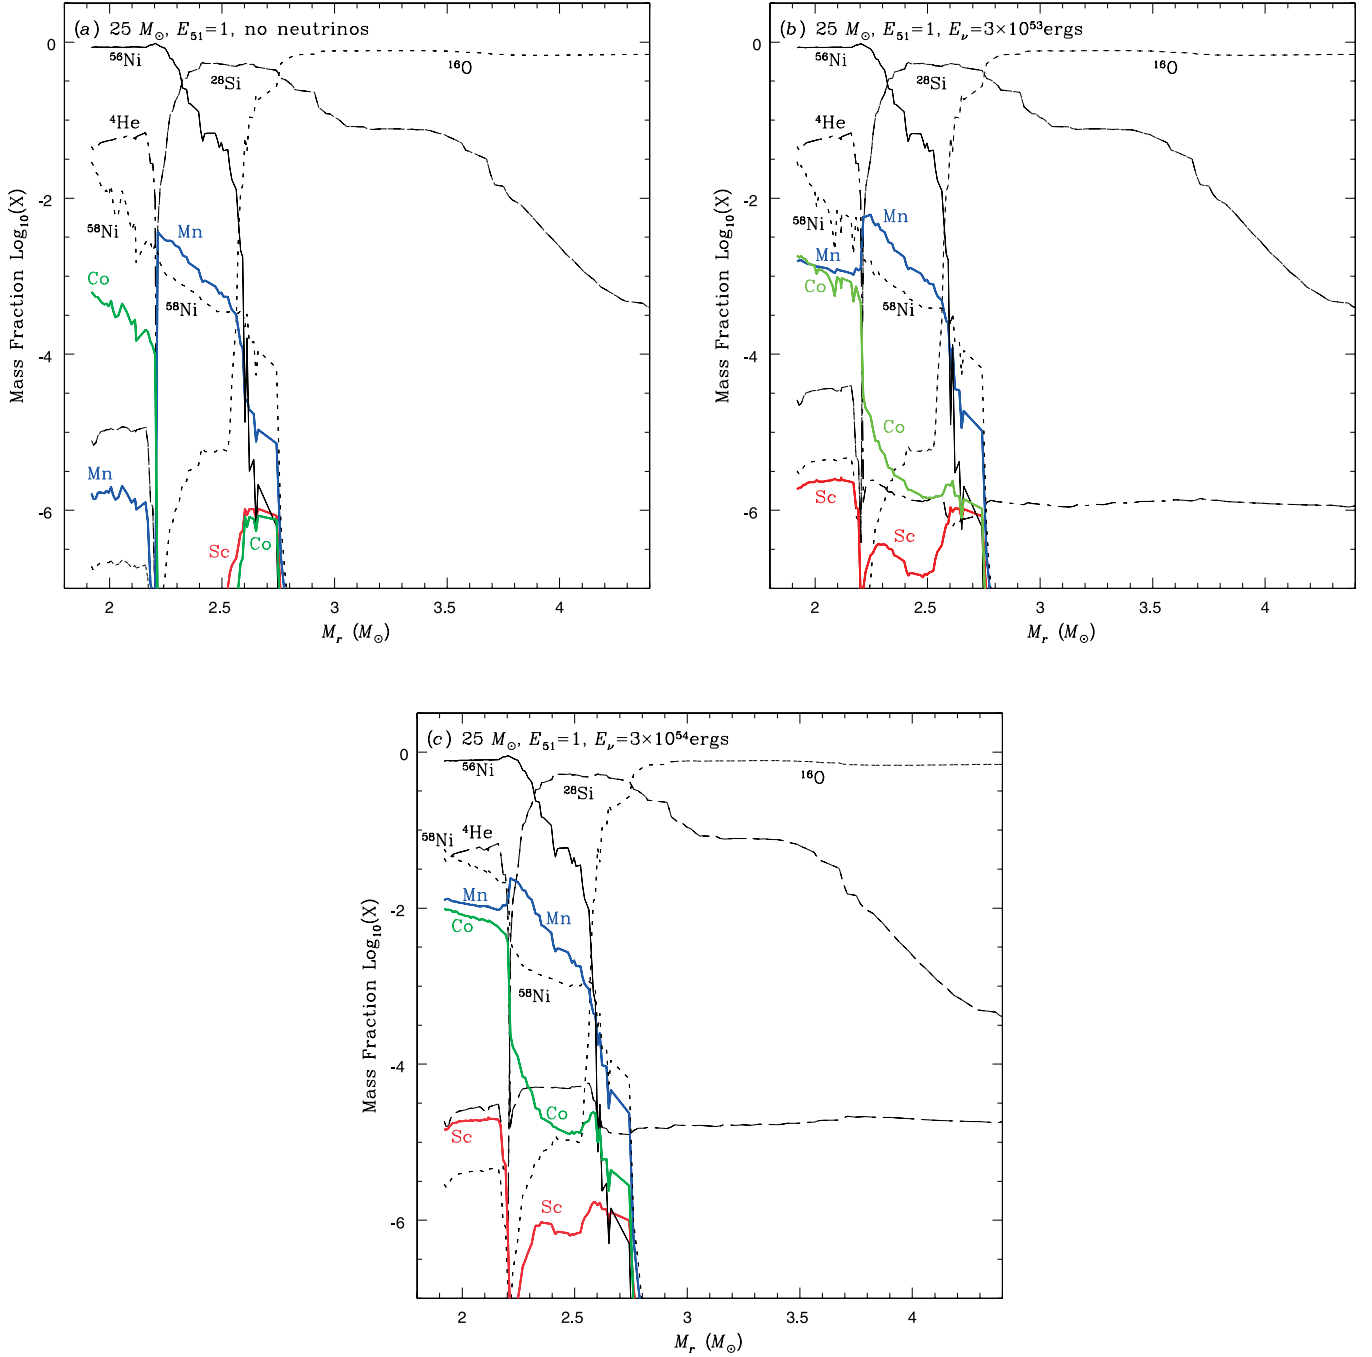 (a) 25 M⊙, E51=1, no neutrinos
0
-2
-4
-6
Mass Fraction Log10(X)
56Ni
28Si
16O
4He
58Ni
Mn
Co
58Ni
Mn
Sc
Co
2
2.5
3
3.5
4
Mr (M⊙)
(b) 25 M⊙, E51=1, Eν=3×10^53ergs
0
-2
-4
-6
Mass Fraction Log10(X)
56Ni
28Si
16O
4He
58Ni
Mn
Mn
Co
58Ni
Co
Sc
Sc
2
2.5
3
3.5
4
Mr (M⊙)
(c) 25 M⊙, E51=1, Eν=3×10^54ergs
0
-2
-4
-6
Mass Fraction Log10(X)
56Ni
28Si
16O
58Ni
4He
Mn
Mn
Co
58Ni
Co
Sc
Sc
2
2.5
3
3.5
4
Mr (M⊙)